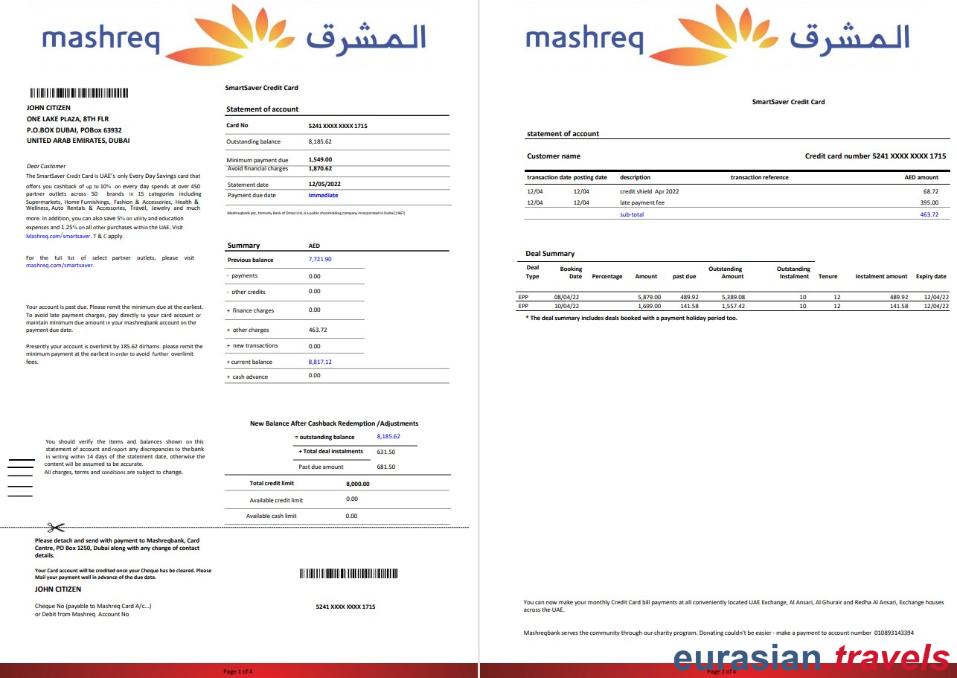 mashreq المشرق
SmartSaver Credit Card
JOHN CITIZEN
ONE LAKE PLAZA, 8TH FLR
P.O.BOX DUBAI, POBox 63932
UNITED ARAB EMIRATES, DUBAI
Statement of account
Card No 5241 XXXX XXXX 1715
Outstanding balance 8,185.62
Minimum payment due 1,549.00
Avoid financial charges 1,870.62
Statement date 12/05/2022
Payment due date immediate
Mashreqbank psc, formerly Bank of Oman Ltd, is a public shareholding company incorporated in Dubai (1967)
Dear Customer
The SmartSaver Credit Card is UAE's only Every Day Savings card that
offers you cashback of up to 10% on every day spends at over 450
partner outlets across 50 brands in 15 categories including
Supermarkets, Home Furnishings, Fashion & Accessories, Health &
Wellness, Auto Rentals & Accessories, Travel, Jewelry and much
more. In addition, you can also save 5% on utility and education
expenses and 1.25% on all other purchases within the UAE. Visit
Mashreq.com/smartsaver. T & C apply.
For the full list of select partner outlets, please visit
mashreq.com/smartsaver.
Your account is past due. Please remit the minimum due at the earliest.
To avoid late payment charges, pay directly to your card account or
maintain minimum due amount in your mashreqbank account on the
payment due date.
Presently your account is overlimit by 185.62 dirhams. please remit the
minimum payment at the earliest in order to avoid further overlimit
fees.
Summary AED
Previous balance 7,721.90
- payments 0.00
- other credits 0.00
+ finance charges 0.00
+ other charges 463.72
+ new transactions 0.00
= current balance 8,817.12
+ cash advance 0.00
New Balance After Cashback Redemption /Adjustments
= outstanding balance 8,185.62
+ Total deal instalments 631.50
Past due amount 681.50
Total credit limit 8,000.00
Available credit limit 0.00
Available cash limit 0.00
You should verify the items and balances shown on this
statement of account and report any discrepancies to the bank
in writing within 14 days of the statement date, otherwise the
content will be assumed to be accurate.
All charges, terms and conditions are subject to change.
Please detach and send with payment to Mashreqbank, Card
Centre, PO Box 1250, Dubai along with any change of contact
details.
Your Card account will be credited once your Cheque has be cleared. Please
Mail your payment well in advance of the due date.
JOHN CITIZEN
Cheque No (payable to Mashreq Card A/c...)
or Debit from Mashreq Account No
5241 XXXX XXXX 1715
Page 1 of 4
mashreq المشرق
SmartSaver Credit Card
statement of account
Customer name Credit card number 5241 XXXX XXXX 1715
transaction date posting date description transaction reference AED amount
12/04 12/04 credit shield Apr 2022 68.72
12/04 12/04 late payment fee 395.00
sub-total 463.72
Deal Summary
Deal Type Booking Date Percentage Amount past due Outstanding Amount Outstanding Instalment Tenure Instalment amount Expiry date
EPP 08/04/22 5,879.00 489.92 5,389.08 10 12 489.92 12/04/22
EPP 10/04/22 1,699.00 141.58 1,557.42 10 12 141.58 12/04/22
* The deal summary includes deals booked with a payment holiday period too.
You can now make your monthly Credit Card bill payments at all conveniently located UAE Exchange, Al Ansari, Al Ghurair and Redha Al Ansari, Exchange houses
across the UAE.
Mashreqbank serves the community through our charity program. Donating couldn't be easier - make a payment to account number 010893143394
Page 2 of 4
eurasian travels